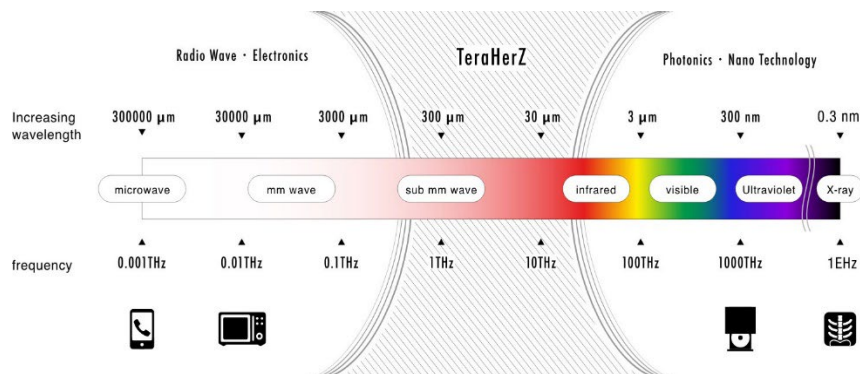 Radio Wave · Electronics
TeraHerZ
Photonics · Nano Technology
Increasing
wavelength
300000 μm
30000 μm
3000 μm
300 μm
30 μm
3 μm
300 nm
0.3 nm
microwave
mm wave
sub mm wave
infrared
visible
Ultraviolet
X-ray
frequency
0.001THz
0.01THz
0.1THz
1THz
10THz
100THz
1000THz
1EHz